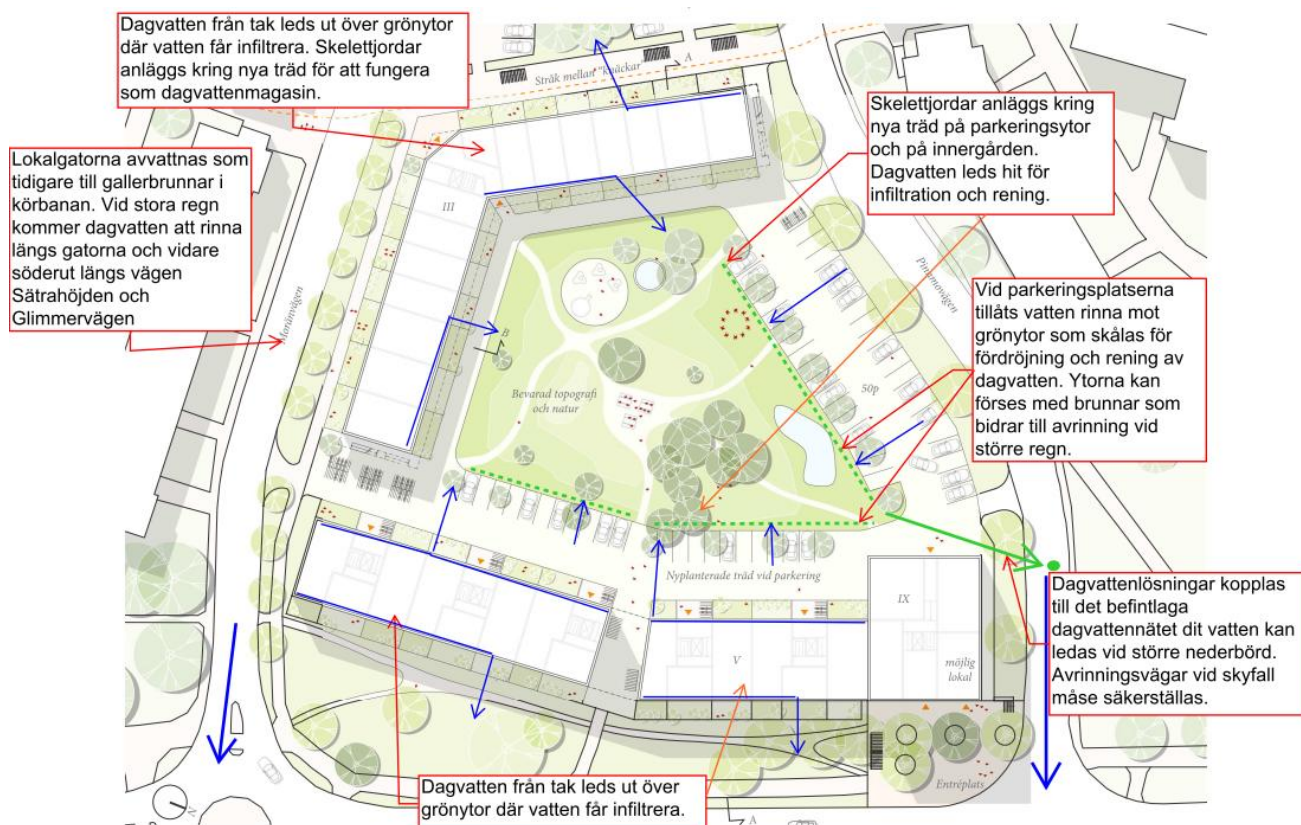 Dagvatten från tak leds ut över grönytor
där vatten får infiltrera. Skelettjordar
anläggs kring nya träd för att fungera
som dagvattenmagasin.
Stråk mellan "knäckar"
A
Skelettjordar anläggs kring
nya träd på parkeringsytor
och på innergården.
Dagvatten leds hit för
infiltration och rening.
Lokalgatorna avvattnas som
tidigare till gallerbrunnar i
körbanan. Vid stora regn
kommer dagvatten att rinna
längs gatorna och vidare
söderut längs vägen
Sätrahöjden och
Glimmervägen
III
Moränvägen
B
Pinnmovägen
Vid parkeringsplatserna
tillåts vatten rinna mot
grönytor som skålas för
fördröjning och rening av
dagvatten. Ytorna kan
förses med brunnar som
bidrar till avrinning vid
större regn.
Bevarad topografi
och natur
50p
Nyplanterade träd vid parkering
IX
V
möjlig
lokal
Dagvattenlösningar kopplas
till det befintlaga
dagvattennätet dit vatten kan
ledas vid större nederbörd.
Avrinningsvägar vid skyfall
måse säkerställas.
Entréplats
Dagvatten från tak leds ut över
grönytor där vatten får infiltrera.
N
A